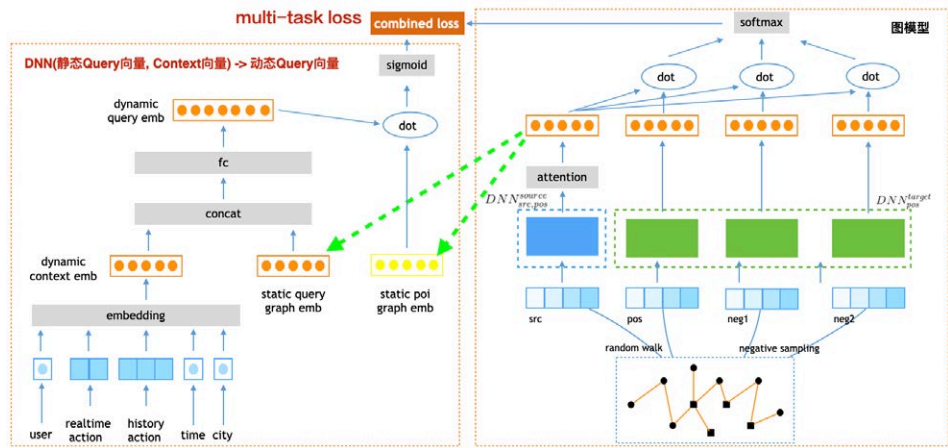 multi-task loss
combined loss
softmax
图模型
DNN(静态Query向量, Context向量) -> 动态Query向量
sigmoid
dot
dot
dot
dynamic
query emb
dot
fc
attention
DNN^{source}_{src,pos}
DNN^{target}_{pos}
concat
dynamic
context emb
static query
graph emb
static poi
graph emb
embedding
src
pos
neg1
neg2
random walk
negative sampling
user
realtime
action
history
action
time
city